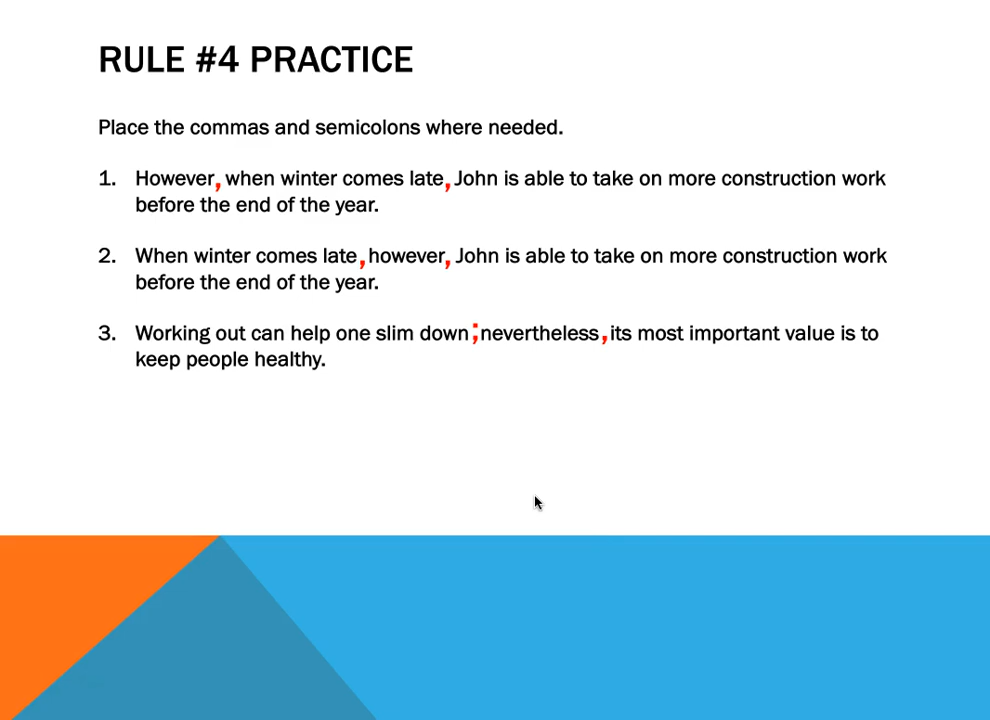 RULE #4 PRACTICE
Place the commas and semicolons where needed.
1. However, when winter comes late, John is able to take on more construction work
before the end of the year.
2. When winter comes late, however, John is able to take on more construction work
before the end of the year.
3. Working out can help one slim down; nevertheless, its most important value is to
keep people healthy.